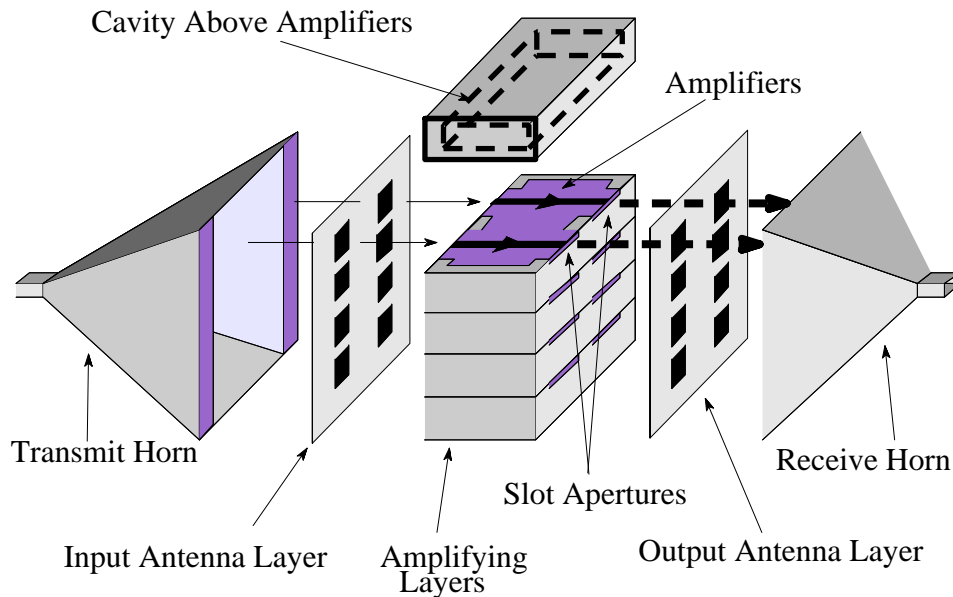 Cavity Above Amplifiers
Amplifiers
Transmit Horn
Receive Horn
Slot Apertures
Input Antenna Layer
Amplifying
Layers
Output Antenna Layer